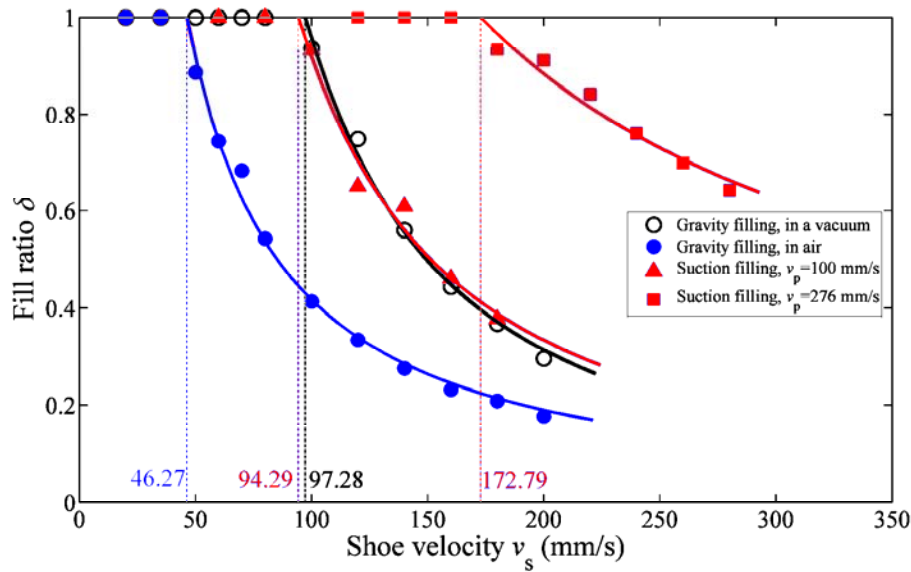 1
0.8
0.6
0.4
0.2
0
Fill ratio δ
Gravity filling, in a vacuum
Gravity filling, in air
Suction filling, vp=100 mm/s
Suction filling, vp=276 mm/s
46.27
94.29
97.28
172.79
0 50 100 150 200 250 300 350
Shoe velocity vs (mm/s)